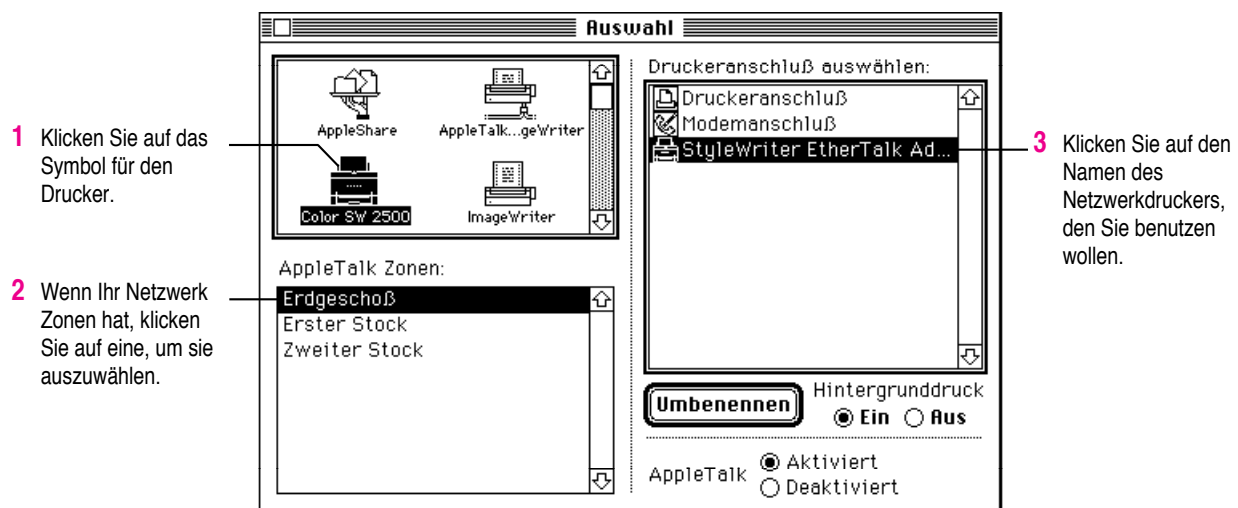 Auswahl
1 Klicken Sie auf das
Symbol für den
Drucker.
2 Wenn Ihr Netzwerk
Zonen hat, klicken
Sie auf eine, um sie
auszuwählen.
AppleShare
AppleTalk...geWriter
Color SW 2500
ImageWriter
AppleTalk Zonen:
Erdgeschoß
Erster Stock
Zweiter Stock
Druckeranschluß auswählen:
Druckeranschluß
Modemanschluß
StyleWriter EtherTalk Ad...
Umbenennen
Hintergrunddruck
Ein Aus
AppleTalk
Aktiviert
Deaktiviert
3 Klicken Sie auf den
Namen des
Netzwerkdruckers,
den Sie benutzen
wollen.